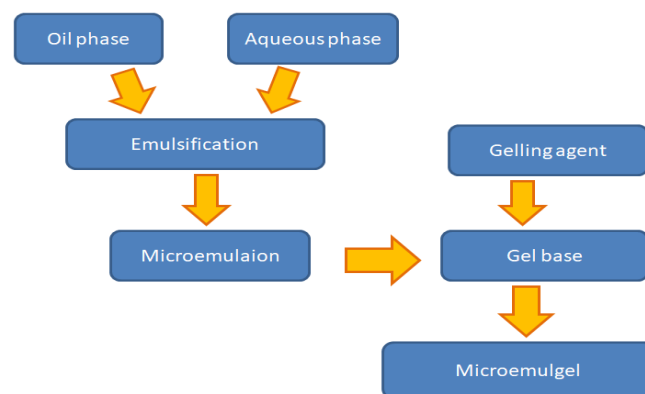 Oil phase
Aqueous phase
Emulsification
Gelling agent
Microemulaion
Gel base
Microemulgel